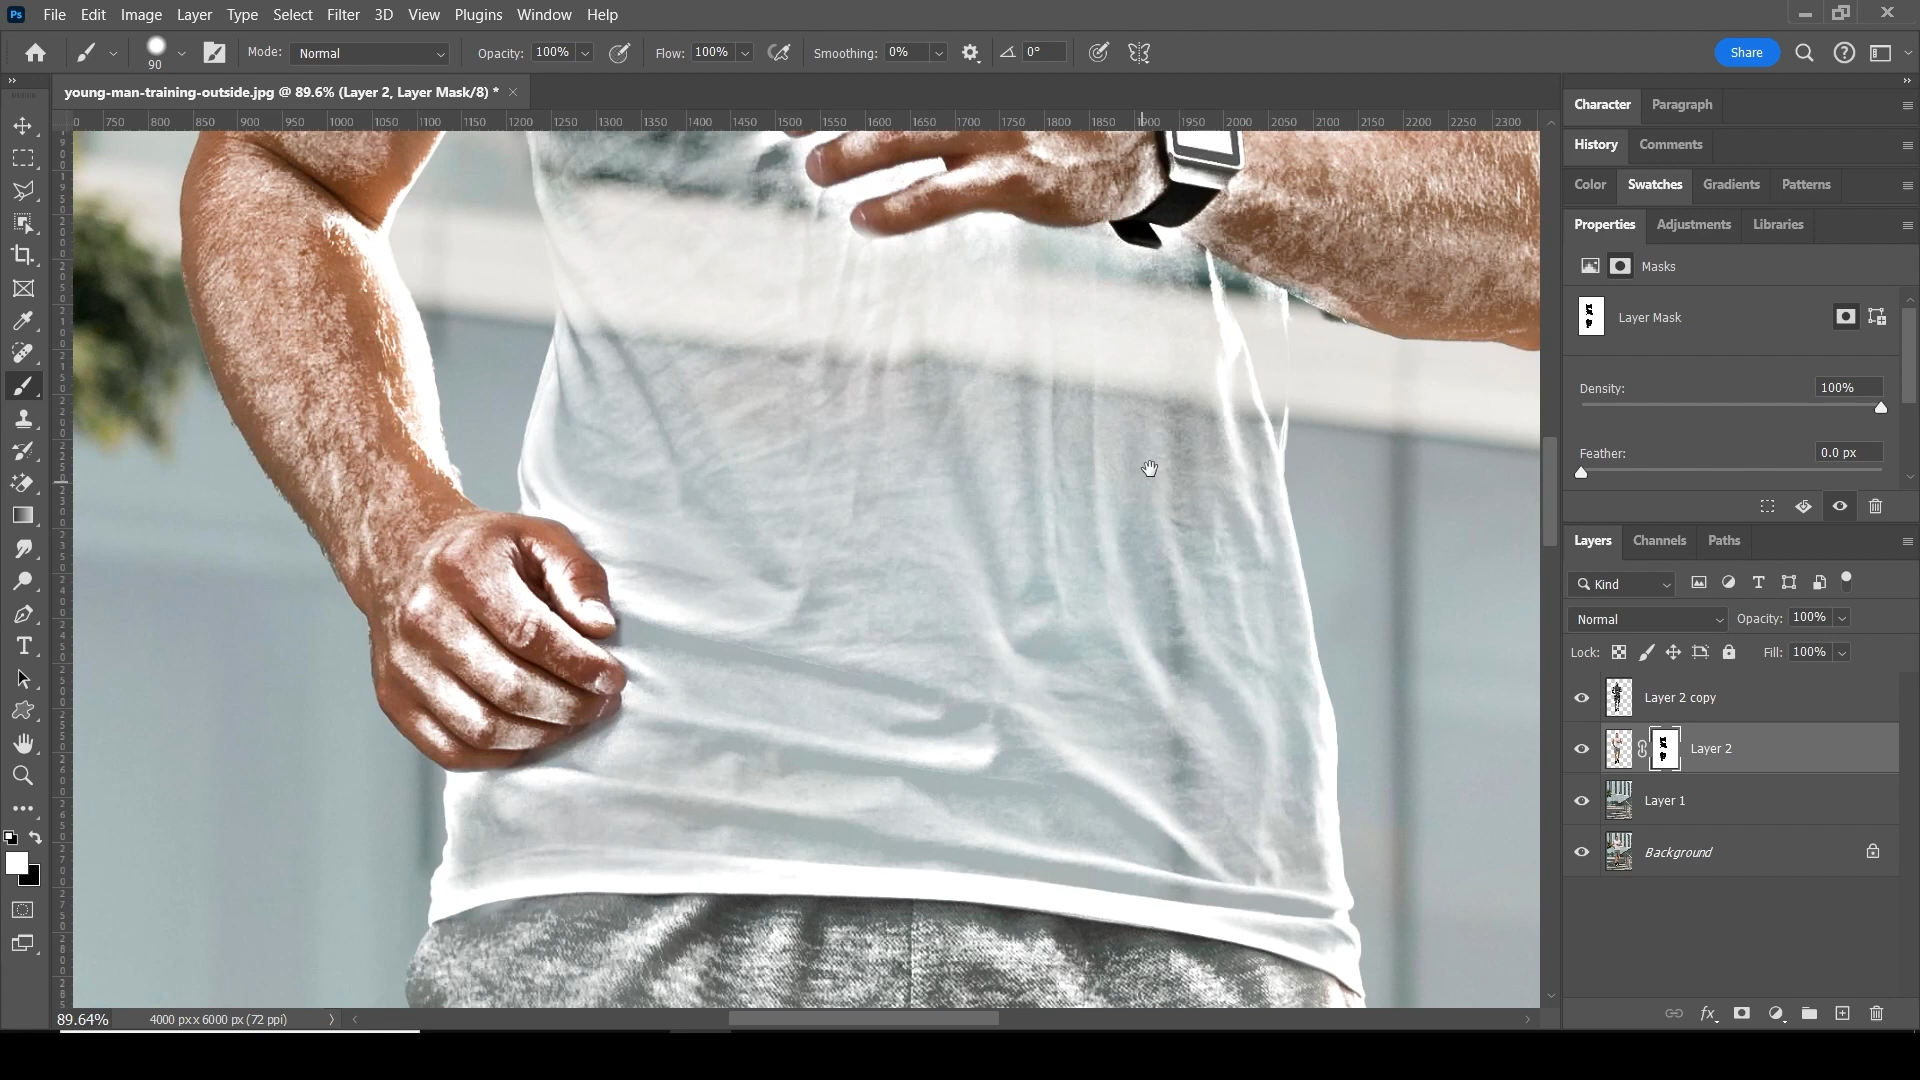 Ps File Edit Image Layer Type Select Filter 3D View Plugins Window Help
90 Mode: Normal Opacity: 100% Flow: 100% Smoothing: 0% 0° Share
young-man-training-outside.jpg @ 89.6% (Layer 2, Layer Mask/8) *
0 750 800 850 900 950 1000 1050 1100 1150 1200 1250 1300 1350 1400 1450 1500 1550 1600 1650 1700 1750 1800 1850 1900 1950 2000 2050 2100 2150 2200 2250 2300
Character Paragraph
History Comments
Color Swatches Gradients Patterns
Properties Adjustments Libraries
Masks
Layer Mask
Density: 100%
Feather: 0.0 px
Layers Channels Paths
Kind
Normal Opacity: 100%
Lock: Fill: 100%
Layer 2 copy
Layer 2
Layer 1
Background
fx
89.64% 4000 px x 6000 px (72 ppi)